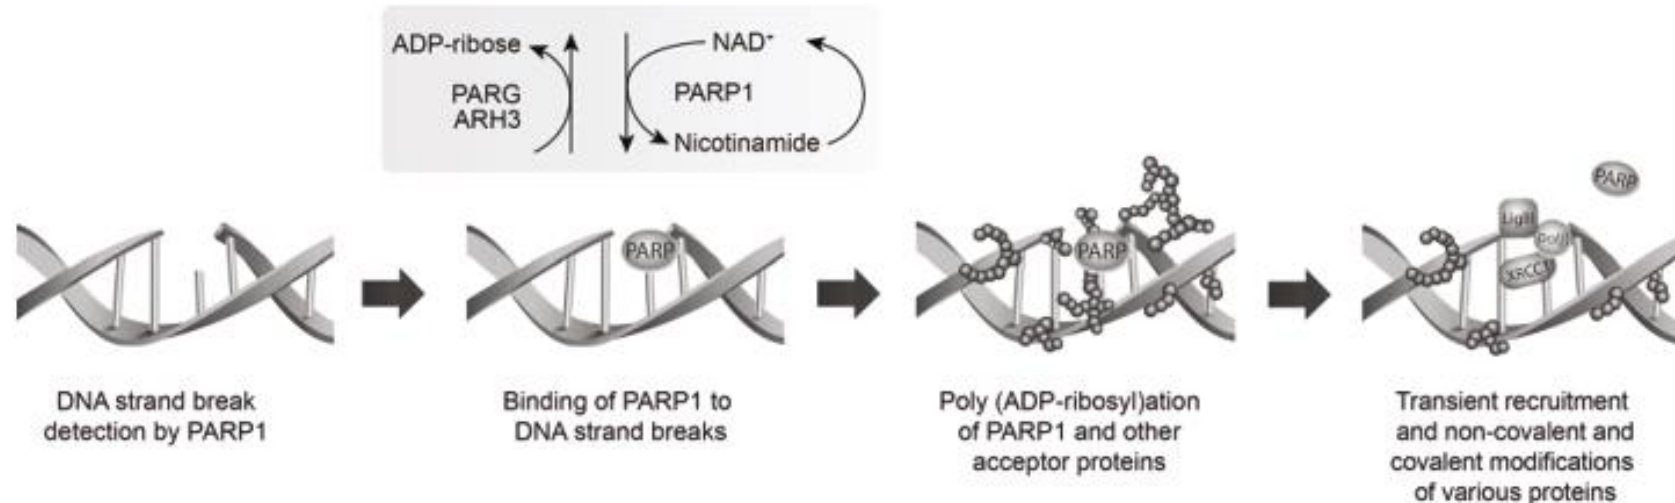 ADP-ribose
NAD⁺
PARG
ARH3
PARP1
Nicotinamide
PARP
PARP
PARP
LigIII
Polβ
XRCC1
DNA strand break
detection by PARP1
Binding of PARP1 to
DNA strand breaks
Poly (ADP-ribosyl)ation
of PARP1 and other
acceptor proteins
Transient recruitment
and non-covalent and
covalent modifications
of various proteins